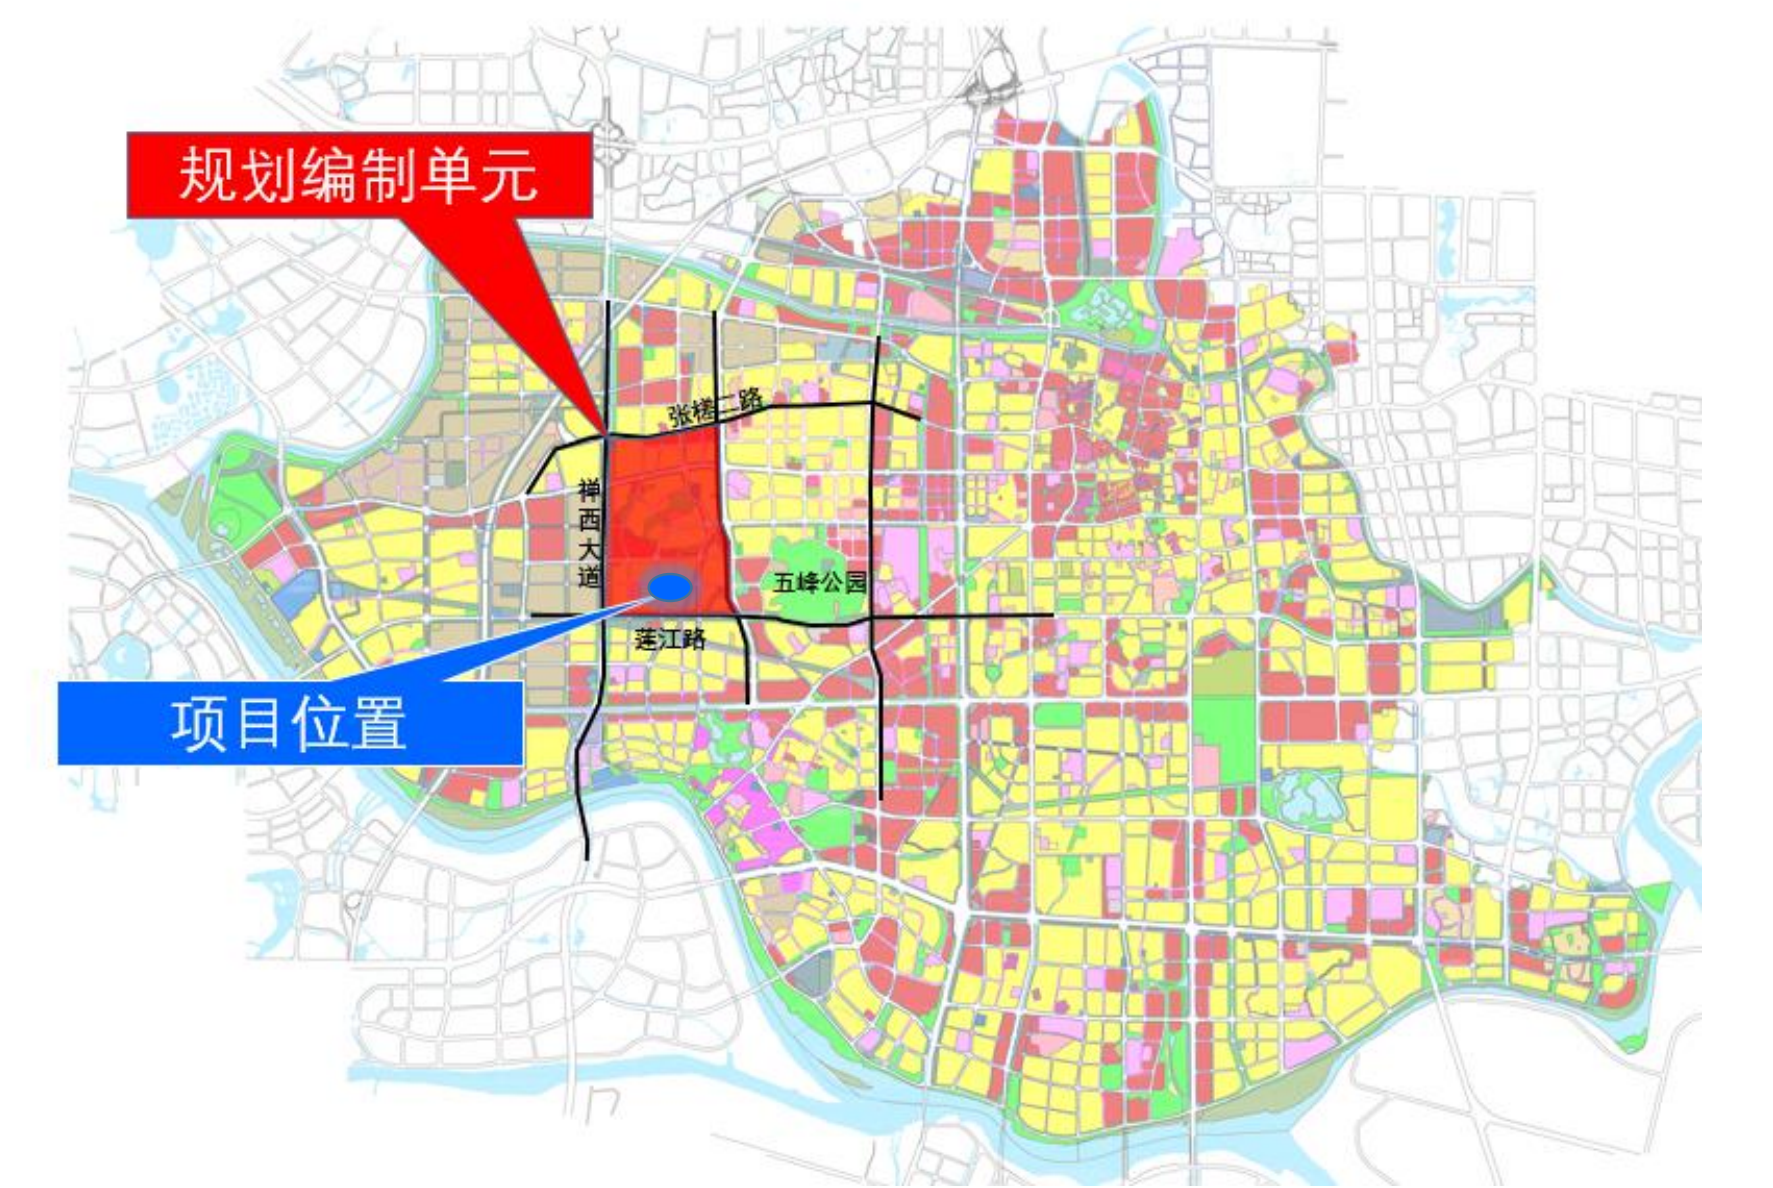 规划编制单元
张槎二路
禅西大道
五峰公园
莲江路
项目位置